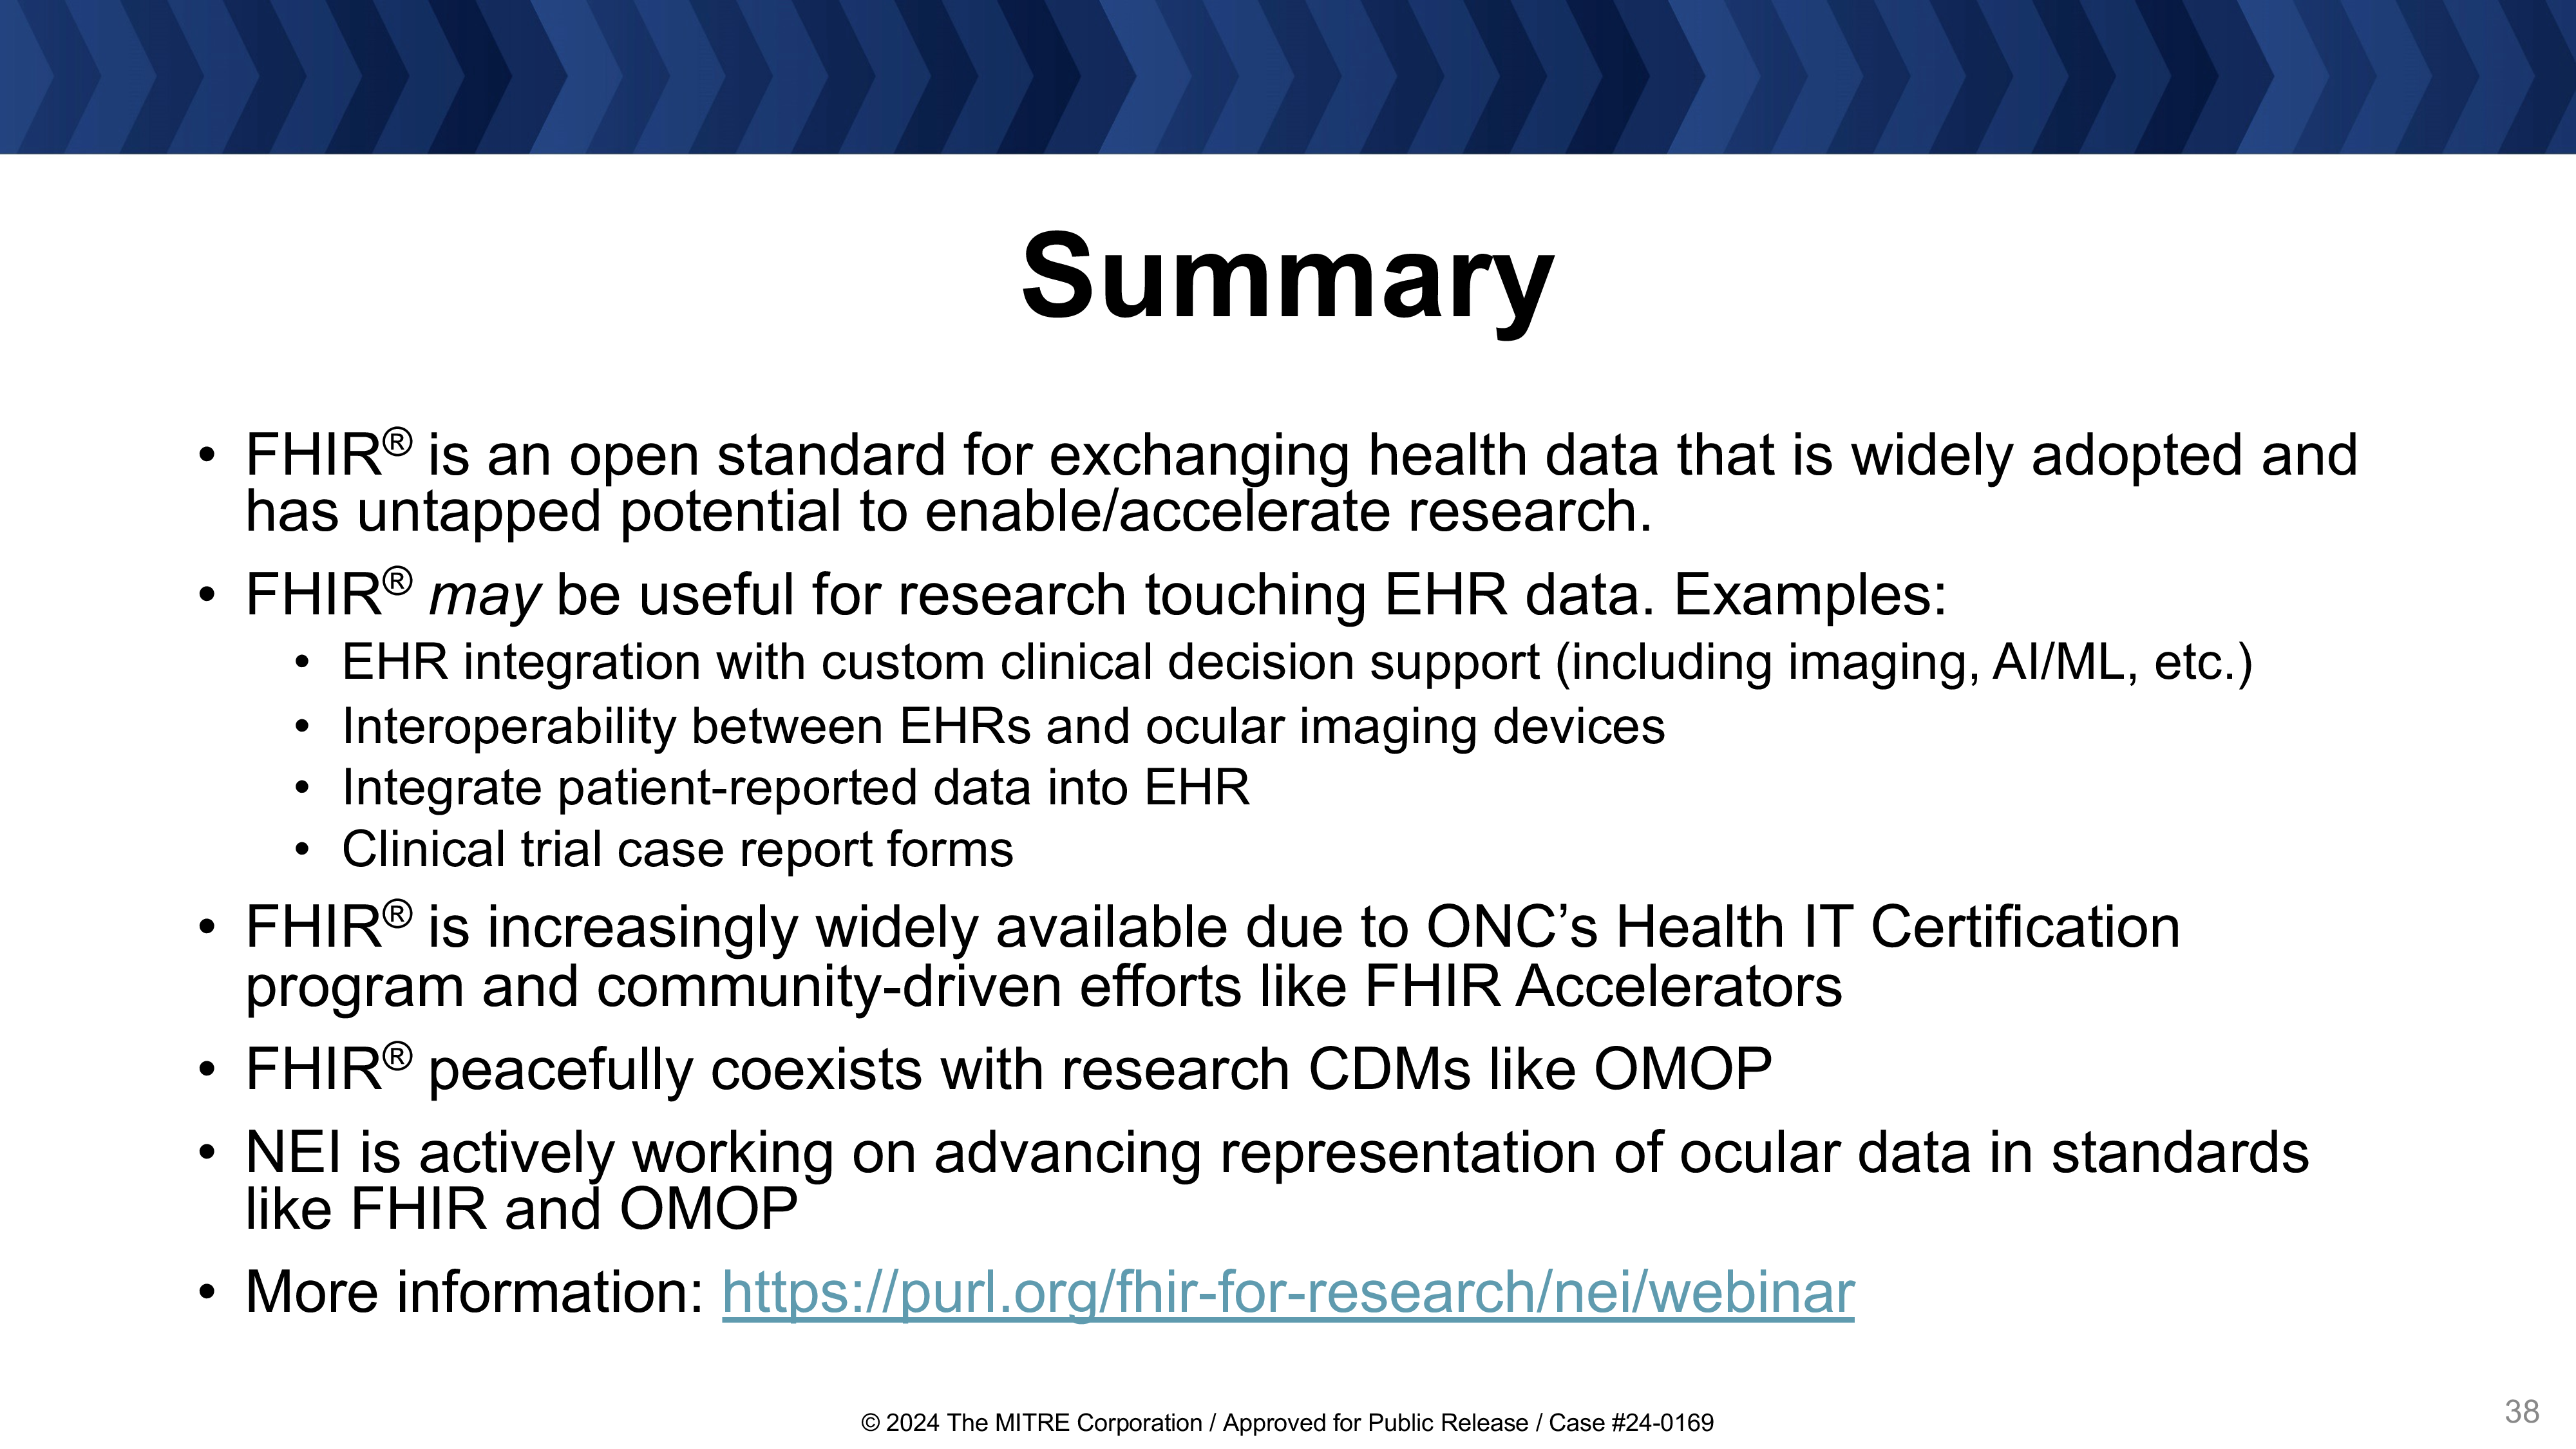 Summary
• FHIR® is an open standard for exchanging health data that is widely adopted and
has untapped potential to enable/accelerate research.
• FHIR® may be useful for research touching EHR data. Examples:
• EHR integration with custom clinical decision support (including imaging, AI/ML, etc.)
• Interoperability between EHRs and ocular imaging devices
• Integrate patient-reported data into EHR
• Clinical trial case report forms
• FHIR® is increasingly widely available due to ONC’s Health IT Certification
program and community-driven efforts like FHIR Accelerators
• FHIR® peacefully coexists with research CDMs like OMOP
• NEI is actively working on advancing representation of ocular data in standards
like FHIR and OMOP
• More information: https://purl.org/fhir-for-research/nei/webinar
© 2024 The MITRE Corporation / Approved for Public Release / Case #24-0169
38